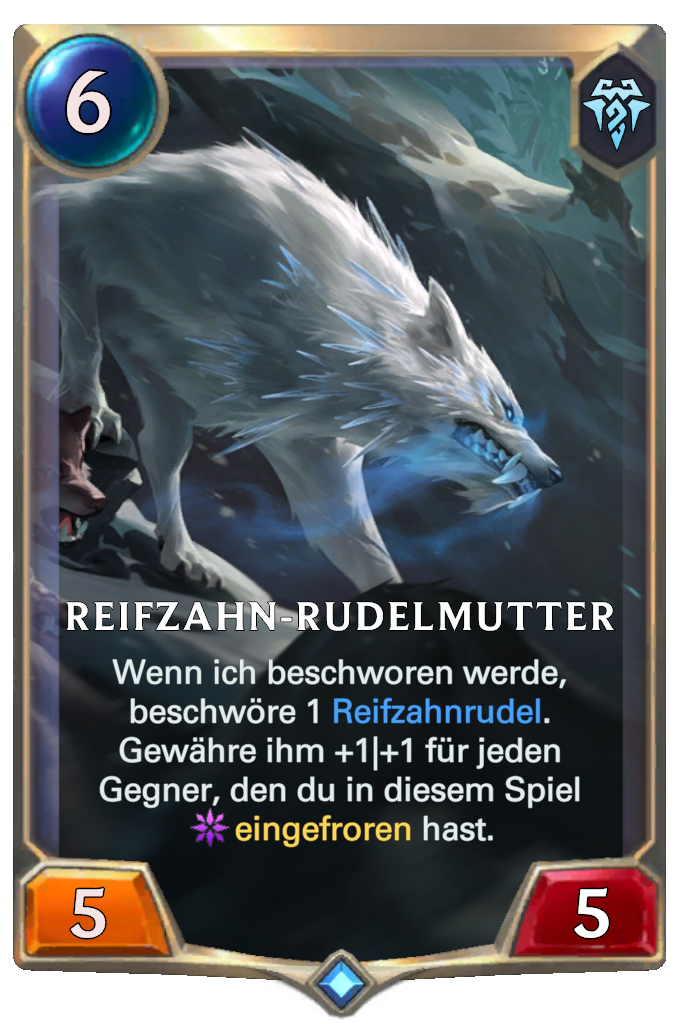 6
REIFZAHN-RUDELMUTTER
Wenn ich beschworen werde,
beschwöre 1 Reifzahnrudel.
Gewähre ihm +1|+1 für jeden
Gegner, den du in diesem Spiel
eingefroren hast.
5
5